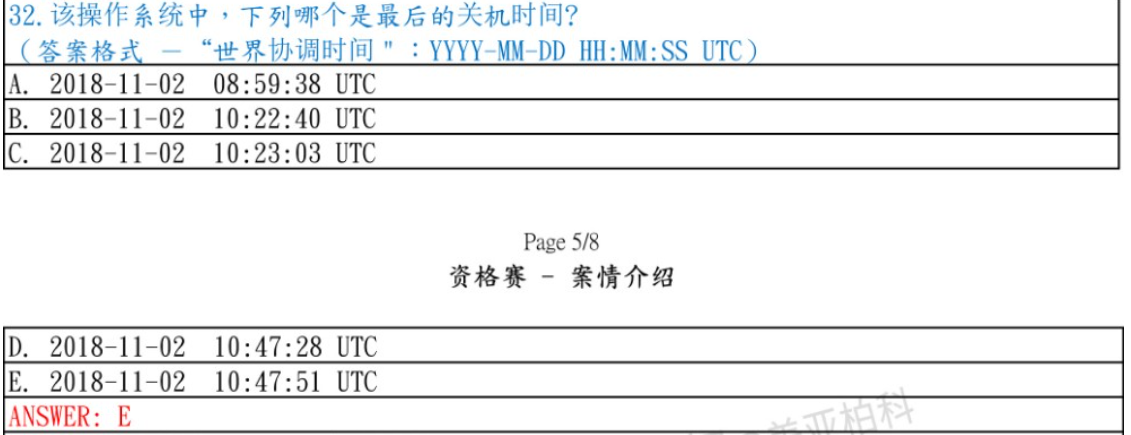 32.该操作系统中，下列哪个是最后的关机时间?
（答案格式 — “世界协调时间"：YYYY-MM-DD HH:MM:SS UTC）
A. 2018-11-02 08:59:38 UTC
B. 2018-11-02 10:22:40 UTC
C. 2018-11-02 10:23:03 UTC
Page 5/8
资格赛 - 案情介绍
D. 2018-11-02 10:47:28 UTC
E. 2018-11-02 10:47:51 UTC
ANSWER: E
亚柏科